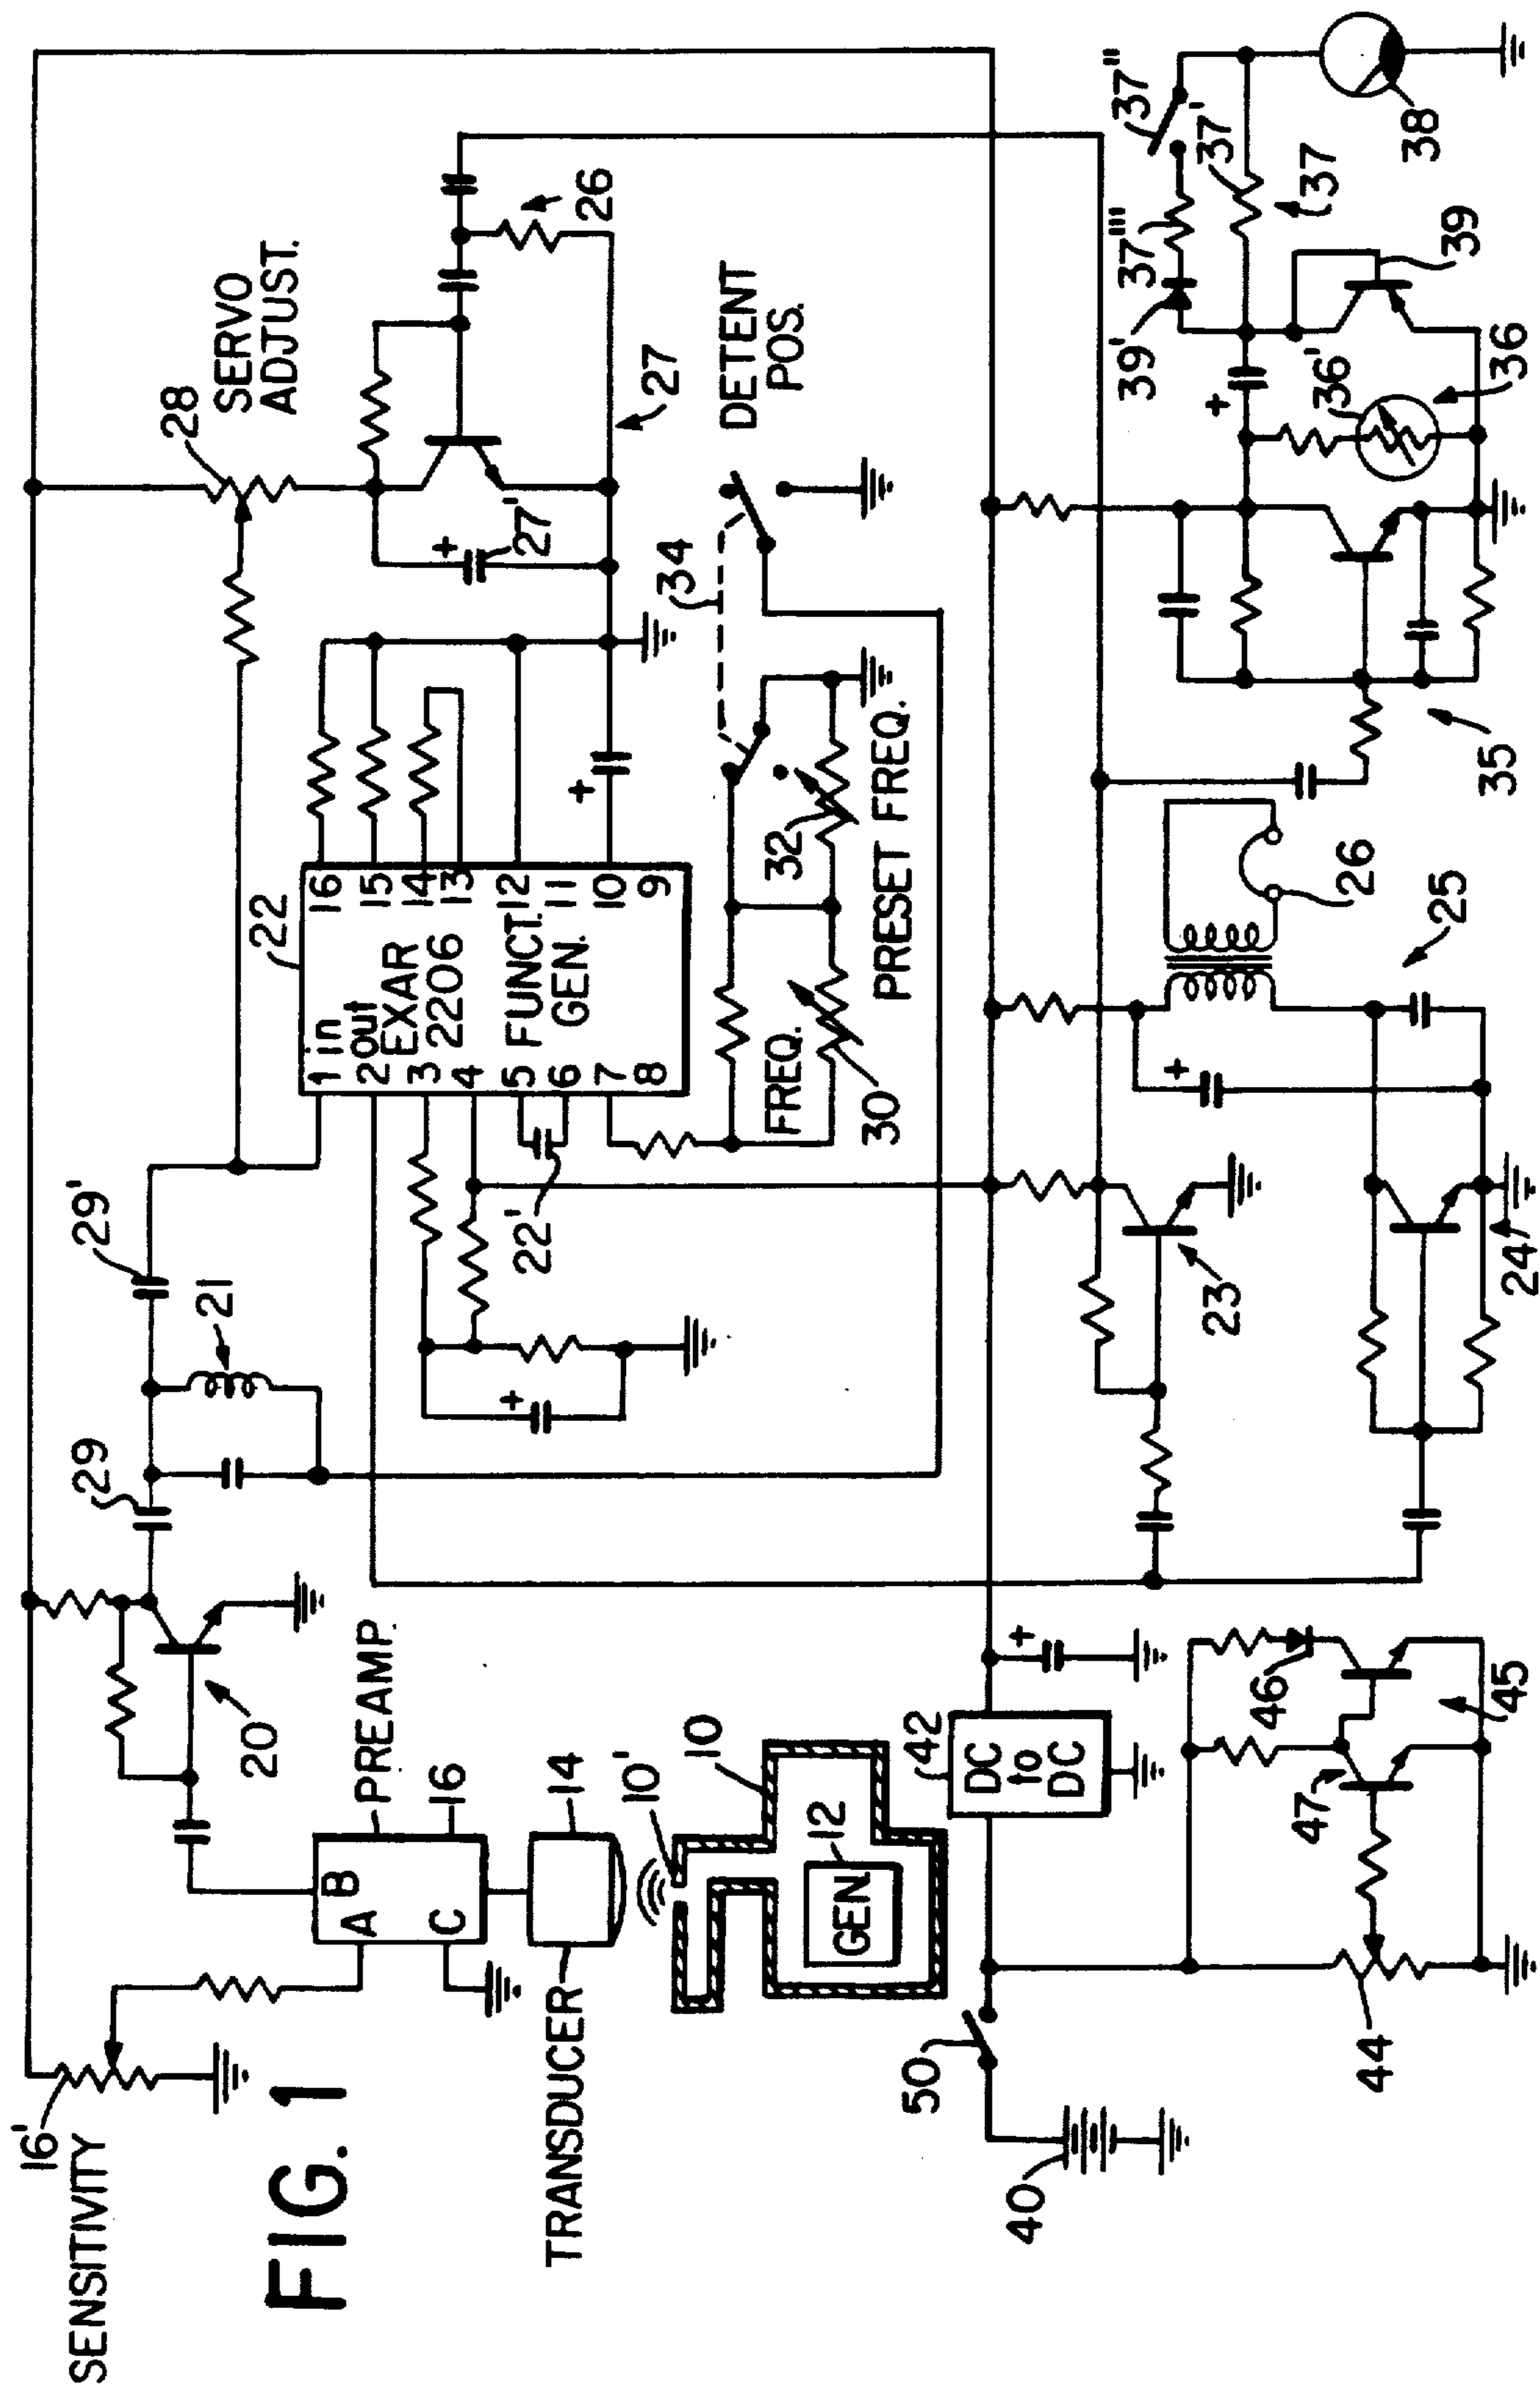 FIG. 1
SENSITIVITY
16'
A
B
C
PREAMP.
16
TRANSDUCER
14
10'
10
12
GEN.
20
29
21
29'
22
1 in
2 out
EXAR
2206
FUNCT.
GEN.
3
4
5
6
7
8
16
15
14
13
12
11
10
9
22'
28
SERVO
ADJUST.
26
27'
27
34
DETENT
POS.
FREQ.
30
32
PRESET FREQ.
50
40
42
DC
to
DC
44
47
46
45
23
24
25
26
35
36'
36
39'
37'''
37''
37'
37
39
38